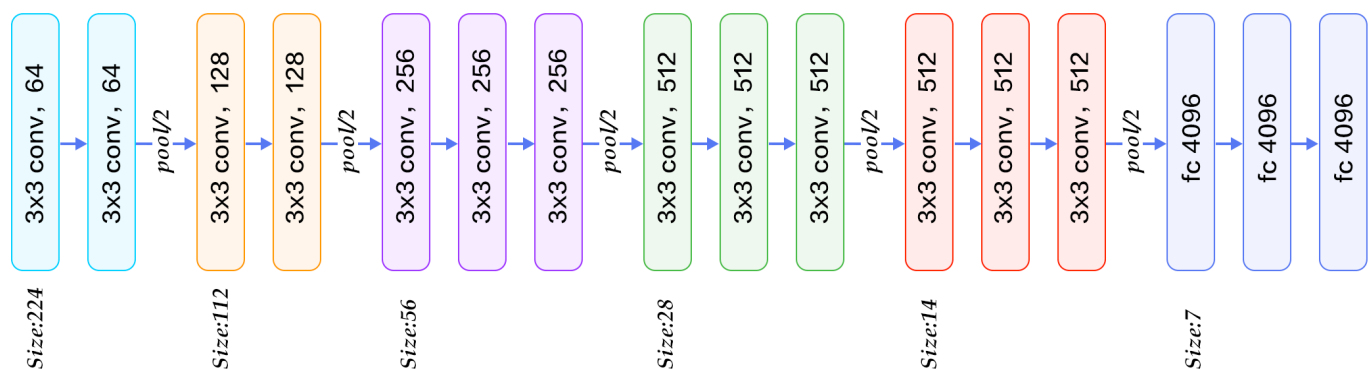 3x3 conv, 64
3x3 conv, 64
pool/2
3x3 conv, 128
3x3 conv, 128
pool/2
3x3 conv, 256
3x3 conv, 256
3x3 conv, 256
pool/2
3x3 conv, 512
3x3 conv, 512
3x3 conv, 512
pool/2
3x3 conv, 512
3x3 conv, 512
3x3 conv, 512
pool/2
fc 4096
fc 4096
fc 4096
Size:224
Size:112
Size:56
Size:28
Size:14
Size:7